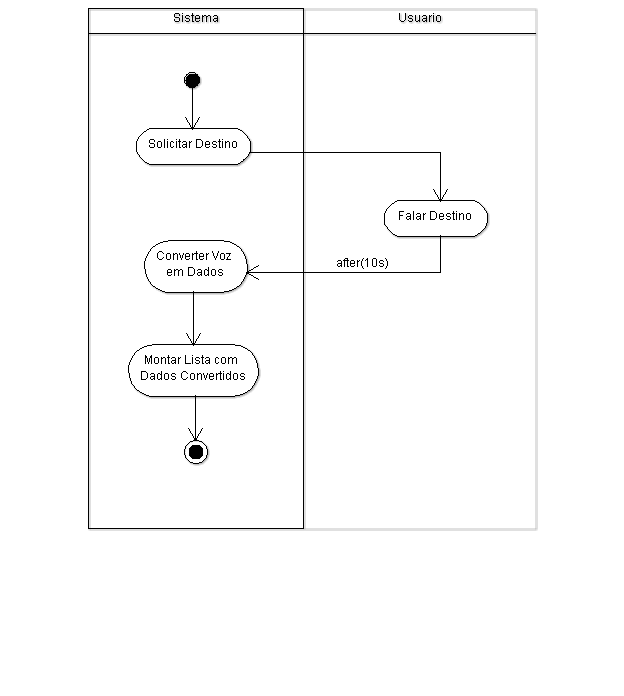 Sistema
Usuario
Solicitar Destino
Falar Destino
after(10s)
Converter Voz
em Dados
Montar Lista com
Dados Convertidos